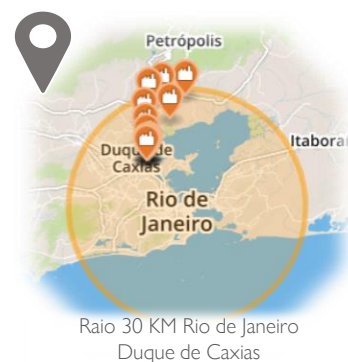 Petrópolis
Itaboraí
Duque de
Caxias
Rio de
Janeiro
Raio 30 KM Rio de Janeiro
Duque de Caxias